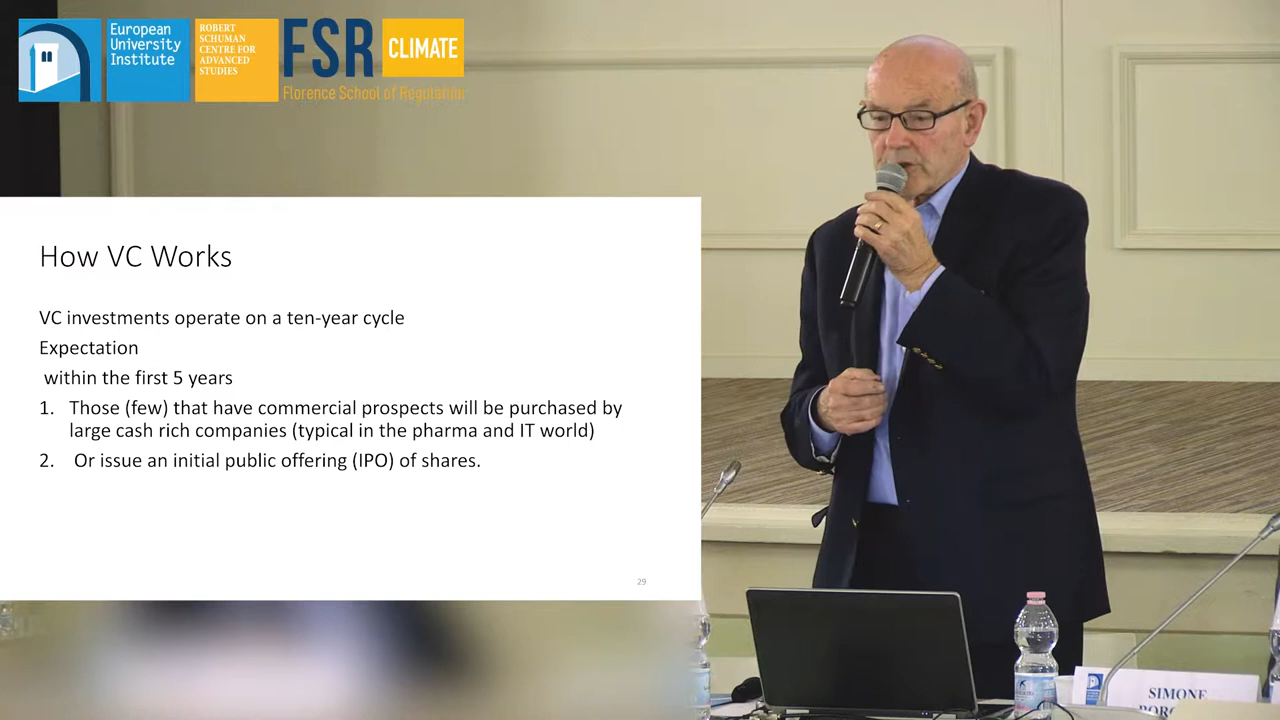 European
University
Institute
ROBERT
SCHUMAN
CENTRE FOR
ADVANCED
STUDIES
FSR
CLIMATE
Florence School of Regulation
How VC Works
VC investments operate on a ten-year cycle
Expectation
within the first 5 years
1. Those (few) that have commercial prospects will be purchased by
large cash rich companies (typical in the pharma and IT world)
2. Or issue an initial public offering (IPO) of shares.
29
SIMONE